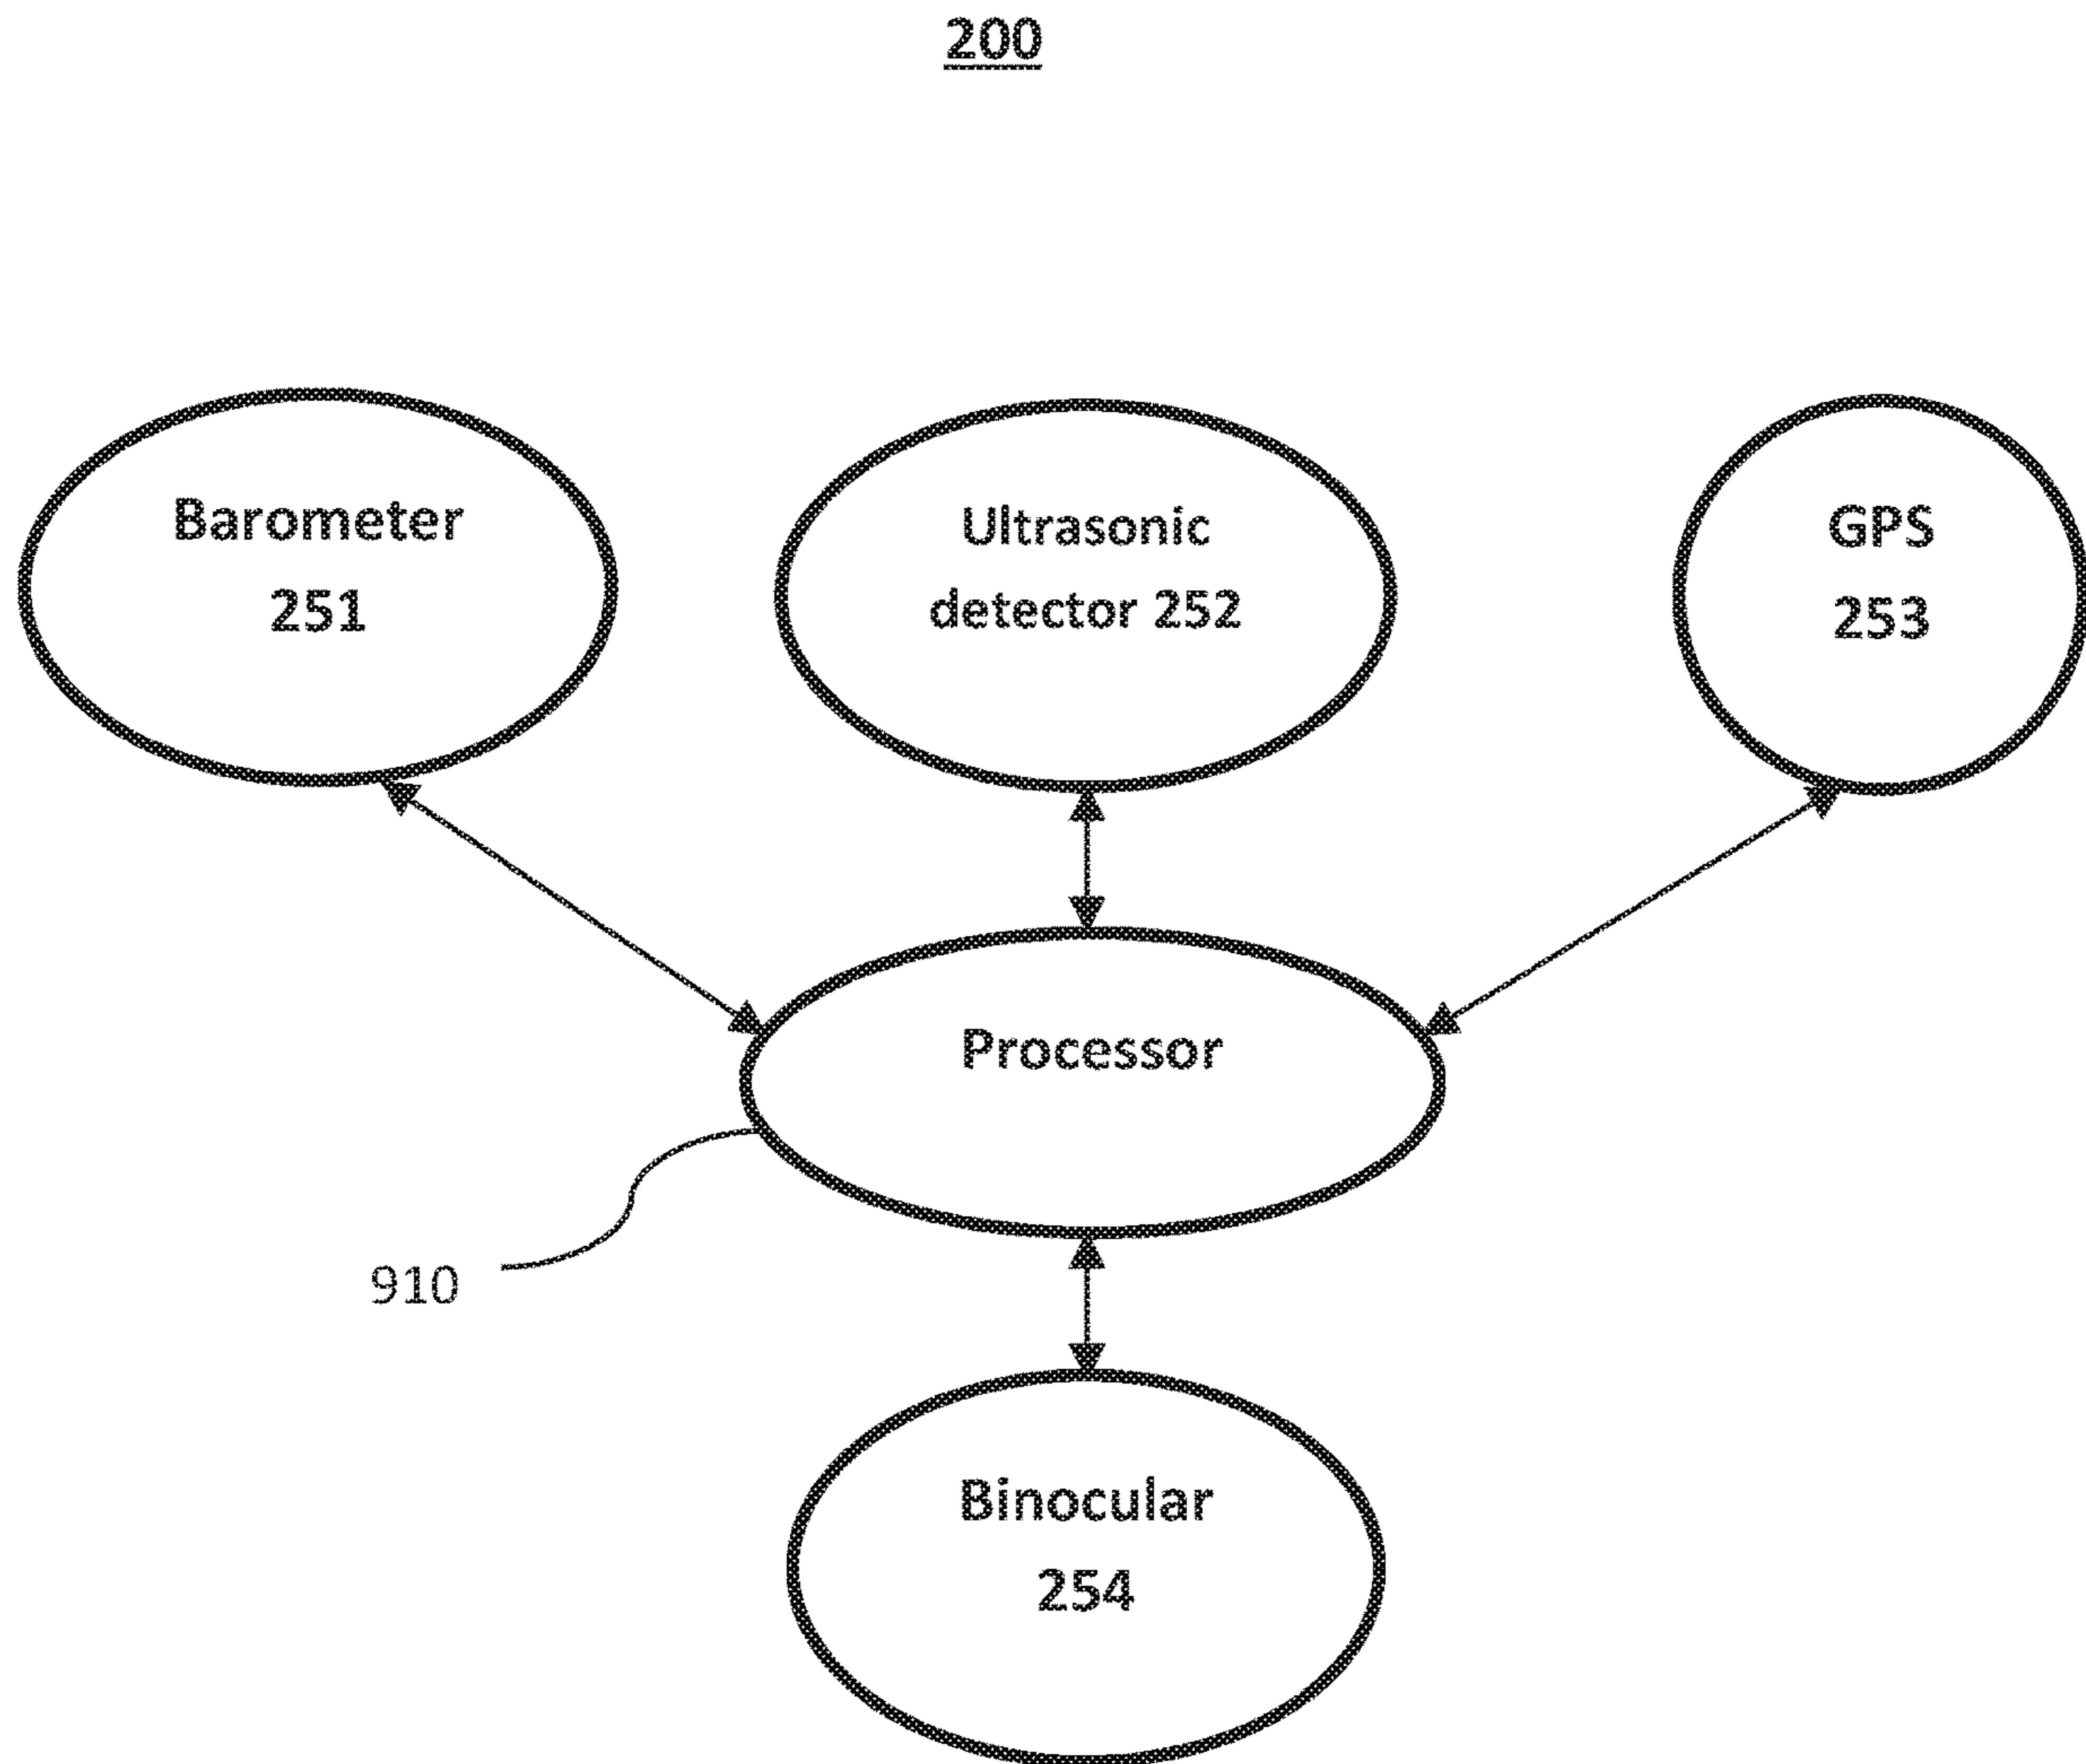 200
Barometer
251
Ultrasonic
detector 252
GPS
253
Processor
910
Binocular
254